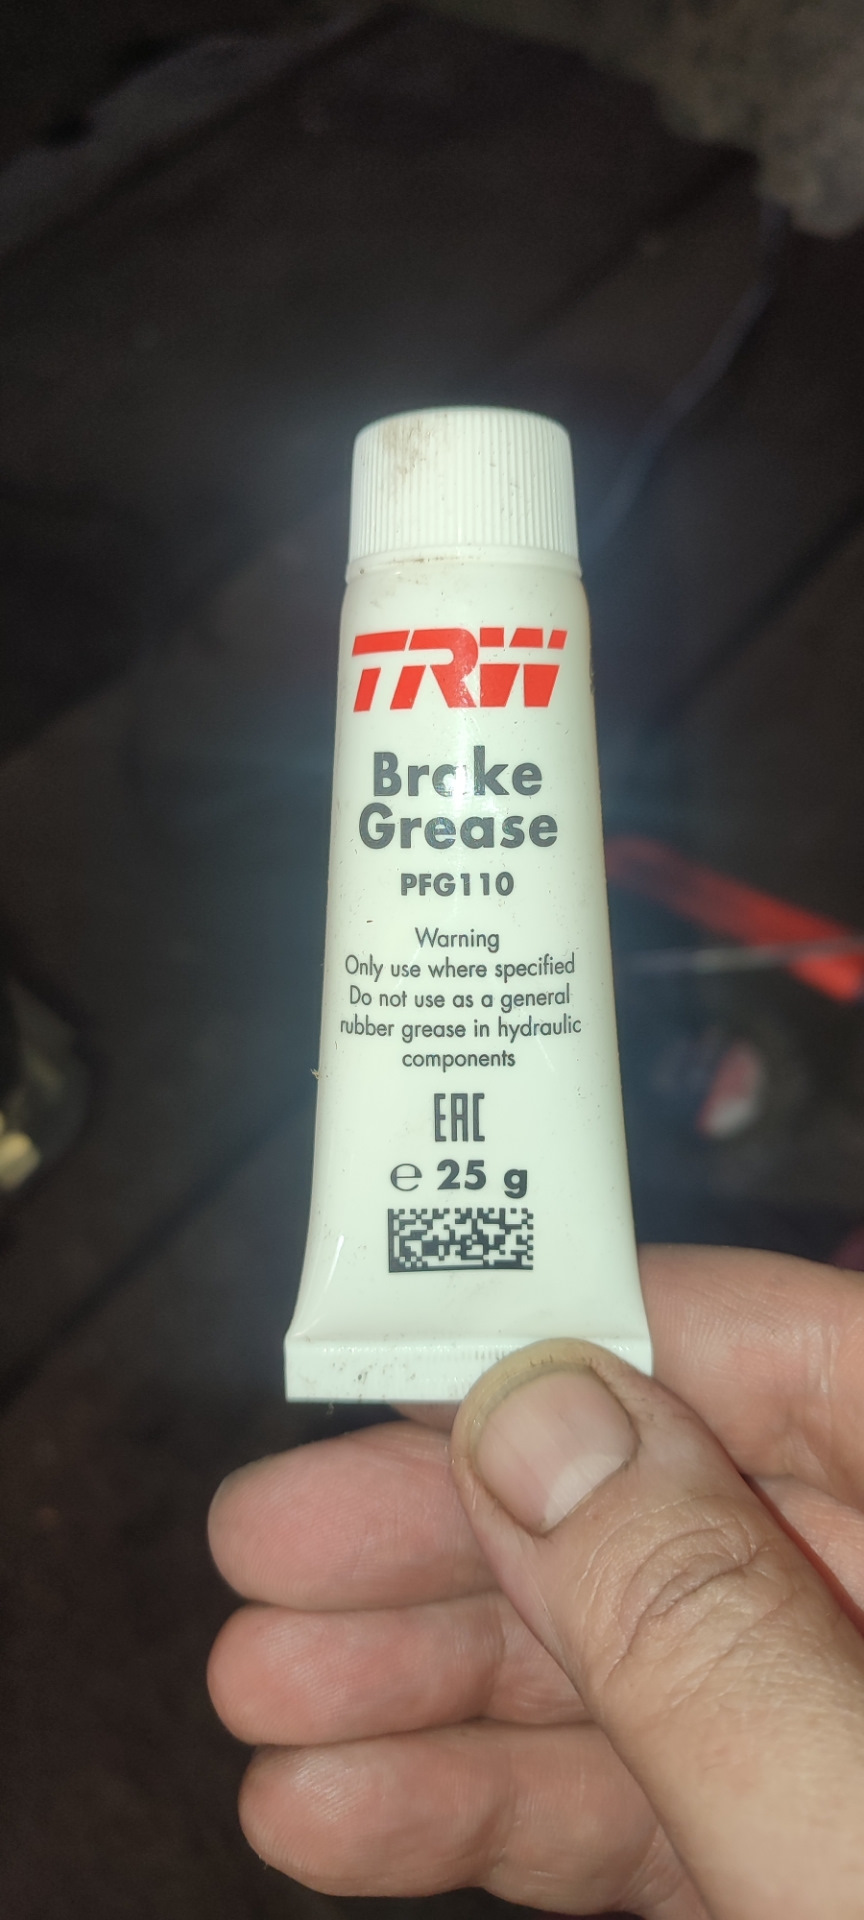 TRW
Brake
Grease
PFG110
Warning
Only use where specified
Do not use as a general
rubber grease in hydraulic
components
EAC
℮ 25 g